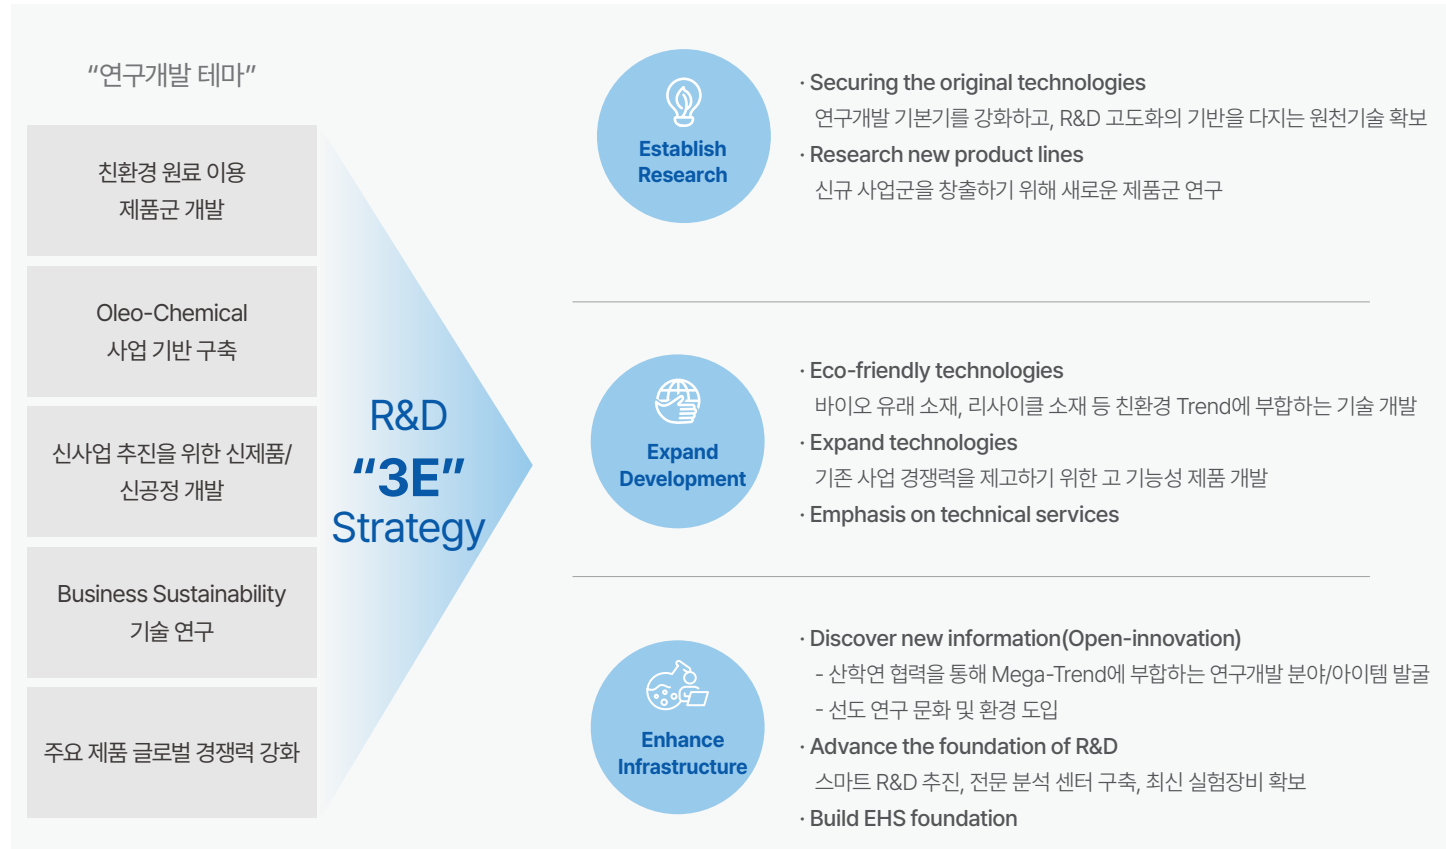 “연구개발 테마”
친환경 원료 이용
제품군 개발
Oleo-Chemical
사업 기반 구축
신사업 추진을 위한 신제품/
신공정 개발
Business Sustainability
기술 연구
주요 제품 글로벌 경쟁력 강화
R&D
“3E”
Strategy
Establish
Research
· Securing the original technologies
연구개발 기본기를 강화하고, R&D 고도화의 기반을 다지는 원천기술 확보
· Research new product lines
신규 사업군을 창출하기 위해 새로운 제품군 연구
Expand
Development
· Eco-friendly technologies
바이오 유래 소재, 리사이클 소재 등 친환경 Trend에 부합하는 기술 개발
· Expand technologies
기존 사업 경쟁력을 제고하기 위한 고 기능성 제품 개발
· Emphasis on technical services
Enhance
Infrastructure
· Discover new information(Open-innovation)
- 산학연 협력을 통해 Mega-Trend에 부합하는 연구개발 분야/아이템 발굴
- 선도 연구 문화 및 환경 도입
· Advance the foundation of R&D
스마트 R&D 추진, 전문 분석 센터 구축, 최신 실험장비 확보
· Build EHS foundation